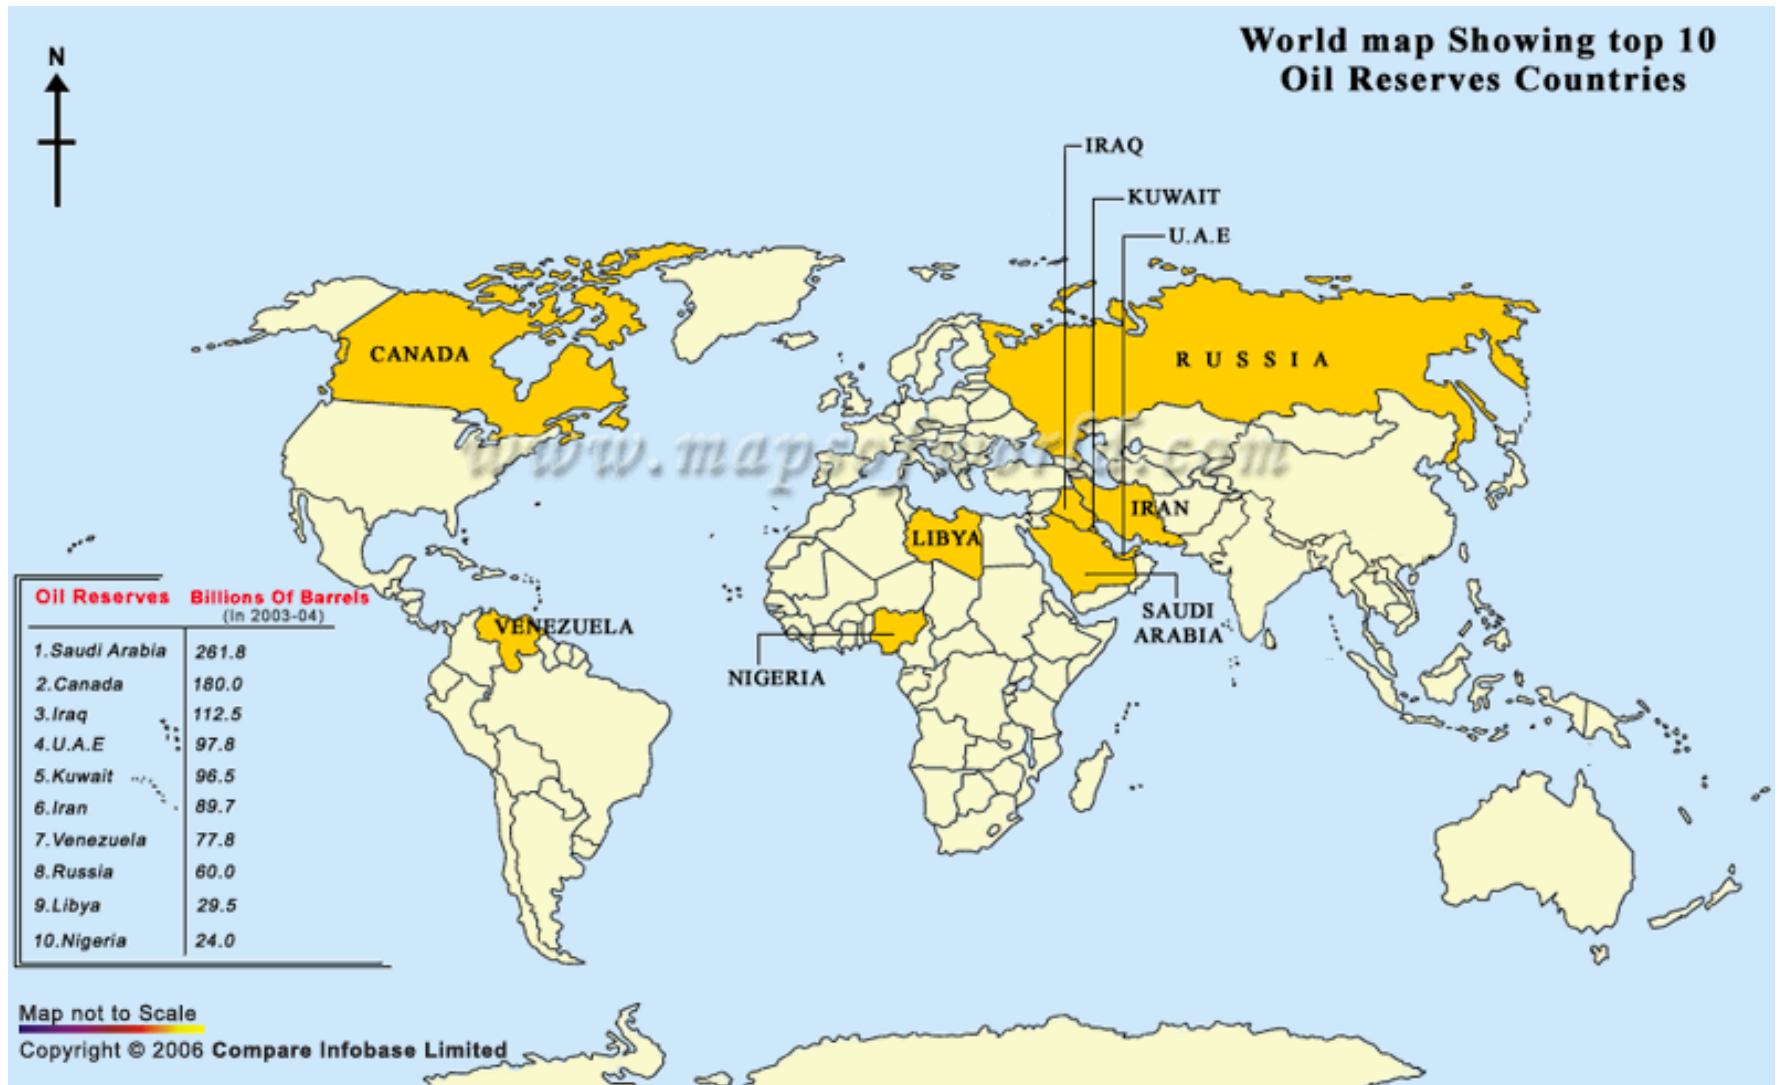 World map Showing top 10
Oil Reserves Countries
N
IRAQ
KUWAIT
U.A.E
CANADA
R U S S I A
www.mapsofworld.com
IRAN
LIBYA
SAUDI
ARABIA
VENEZUELA
NIGERIA
Oil Reserves Billions Of Barrels
(In 2003-04)
1.Saudi Arabia 261.8
2.Canada 180.0
3.Iraq 112.5
4.U.A.E 97.8
5.Kuwait 96.5
6.Iran 89.7
7.Venezuela 77.8
8.Russia 60.0
9.Libya 29.5
10.Nigeria 24.0
Map not to Scale
Copyright © 2006 Compare Infobase Limited